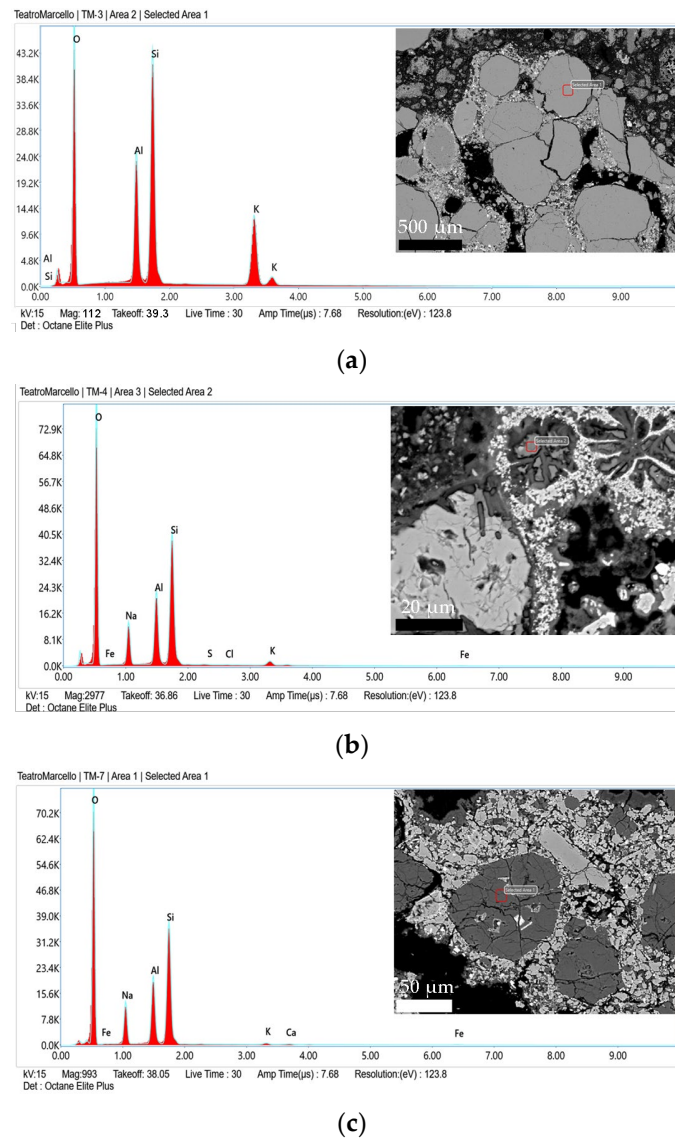 TeatroMarcello | TM-3 | Area 2 | Selected Area 1
O
43.2K
38.4K
33.6K
28.8K
24.0K
19.2K
14.4K
9.6K
4.8K
0.0K
Si
Al
K
K
Al
Si
Selected Area 1
500 µm
0.00 1.00 2.00 3.00 4.00 5.00 6.00 7.00 8.00 9.00
kV:15 Mag: 112 Takeoff: 39.3 Live Time : 30 Amp Time(µs) : 7.68 Resolution:(eV) : 123.8
Det : Octane Elite Plus
(a)
TeatroMarcello | TM-4 | Area 3 | Selected Area 2
O
72.9K
64.8K
56.7K
48.6K
40.5K
32.4K
24.3K
16.2K
8.1K
0.0K
Si
Al
Na
Fe
S
Cl
K
Fe
Selected Area 2
20 µm
0.00 1.00 2.00 3.00 4.00 5.00 6.00 7.00 8.00 9.00
kV:15 Mag:2977 Takeoff: 36.86 Live Time : 30 Amp Time(µs) : 7.68 Resolution:(eV) : 123.8
Det : Octane Elite Plus
(b)
TeatroMarcello | TM-7 | Area 1 | Selected Area 1
O
70.2K
62.4K
54.6K
46.8K
39.0K
31.2K
23.4K
15.6K
7.8K
0.0K
Si
Al
Na
Fe
K
Ca
Fe
Selected Area 1
50 µm
0.00 1.00 2.00 3.00 4.00 5.00 6.00 7.00 8.00 9.00
kV:15 Mag:993 Takeoff: 38.05 Live Time : 30 Amp Time(µs) : 7.68 Resolution:(eV) : 123.8
Det : Octane Elite Plus
(c)